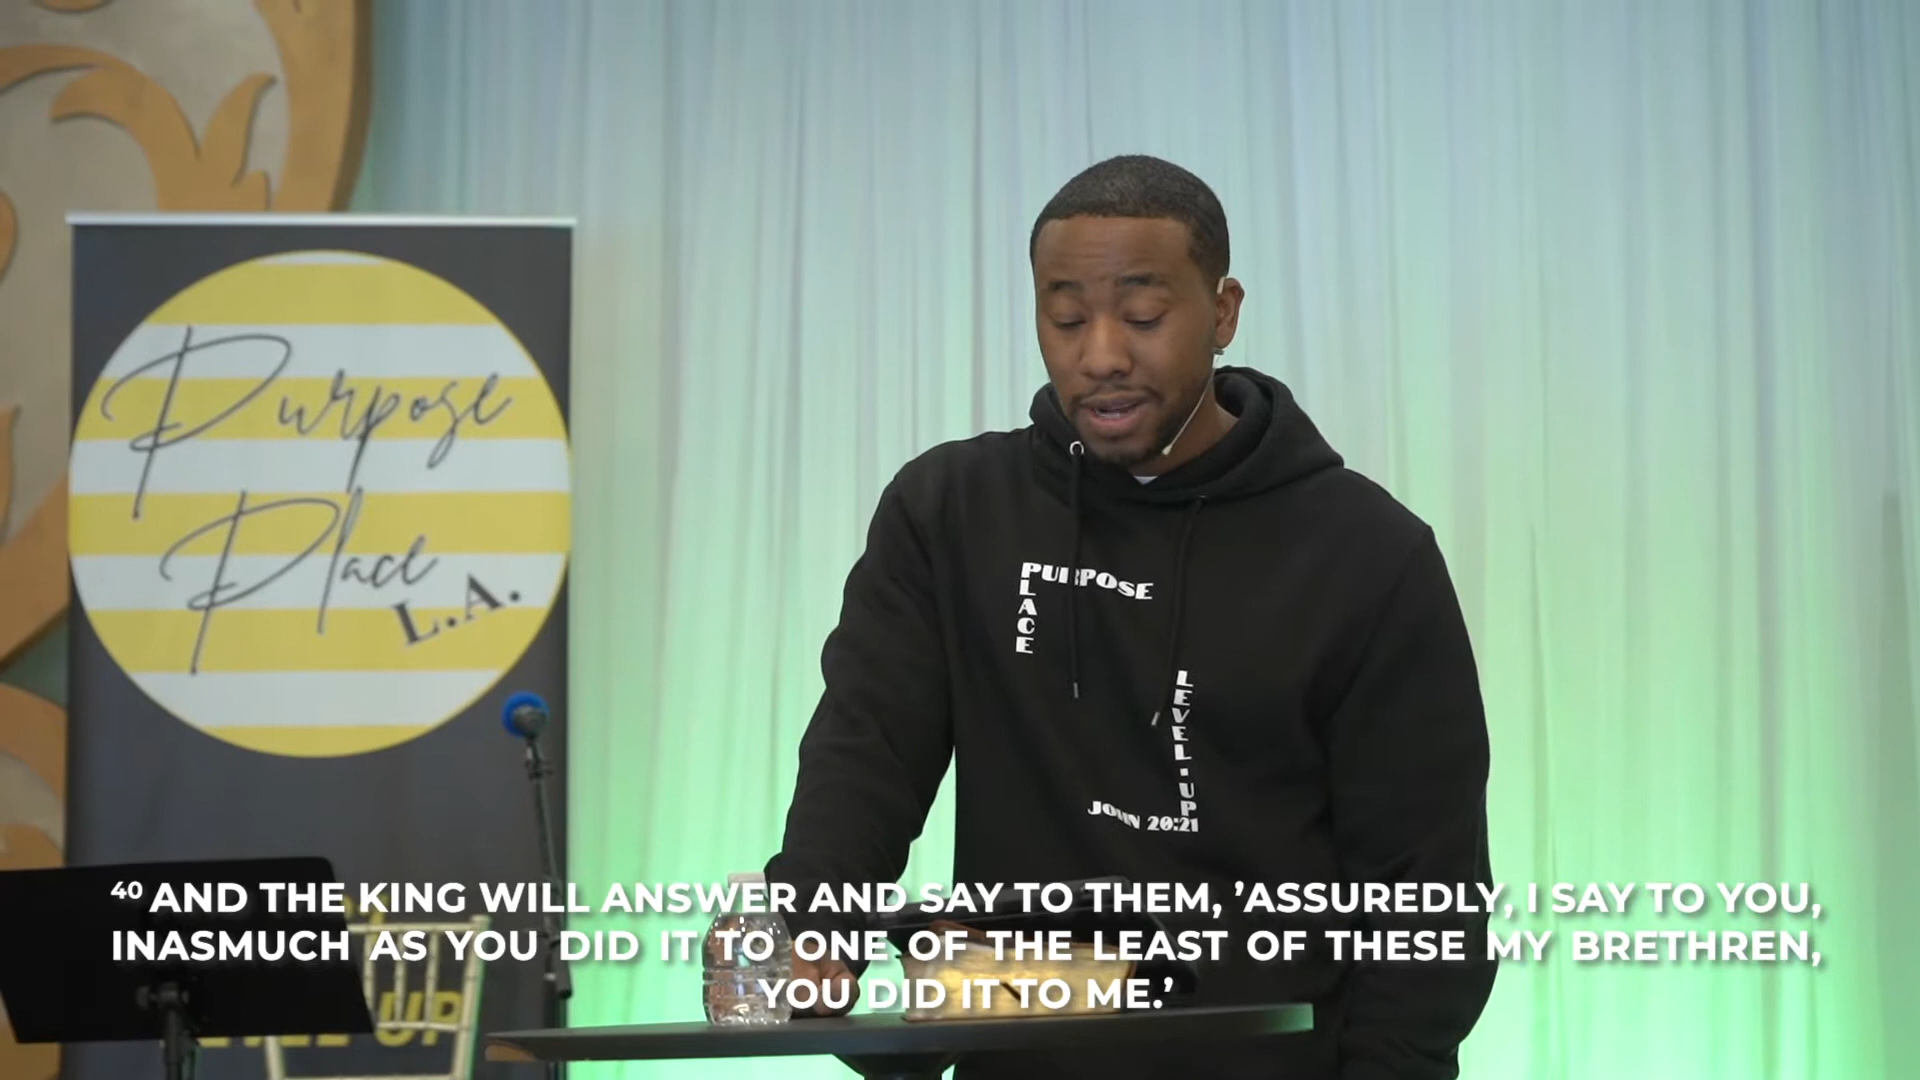 Purpose
Place
L.A.
PURPOSE
PLACE
LEVEL·UP
JOHN 20:21
40 AND THE KING WILL ANSWER AND SAY TO THEM, ’ASSUREDLY, I SAY TO YOU,
INASMUCH AS YOU DID IT TO ONE OF THE LEAST OF THESE MY BRETHREN,
YOU DID IT TO ME.’
UP